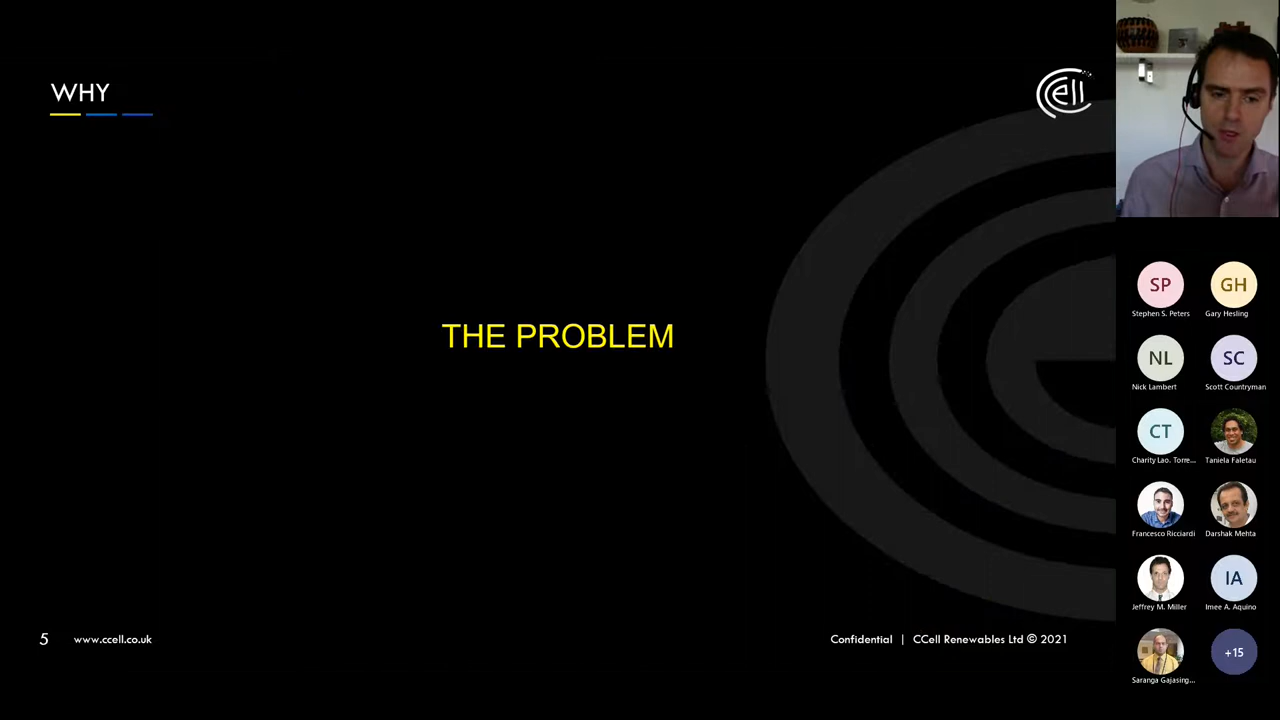 WHY
CCell
THE PROBLEM
5
www.ccell.co.uk
Confidential | CCell Renewables Ltd © 2021
SP
GH
Stephen S. Peters
Gary Hesling
NL
SC
Nick Lambert
Scott Countryman
CT
Charity Lao. Torre...
Taniela Faletau
Francesco Ricciardi
Darshak Mehta
IA
Jeffrey M. Miller
Imee A. Aquino
+15
Saranga Gajasing...